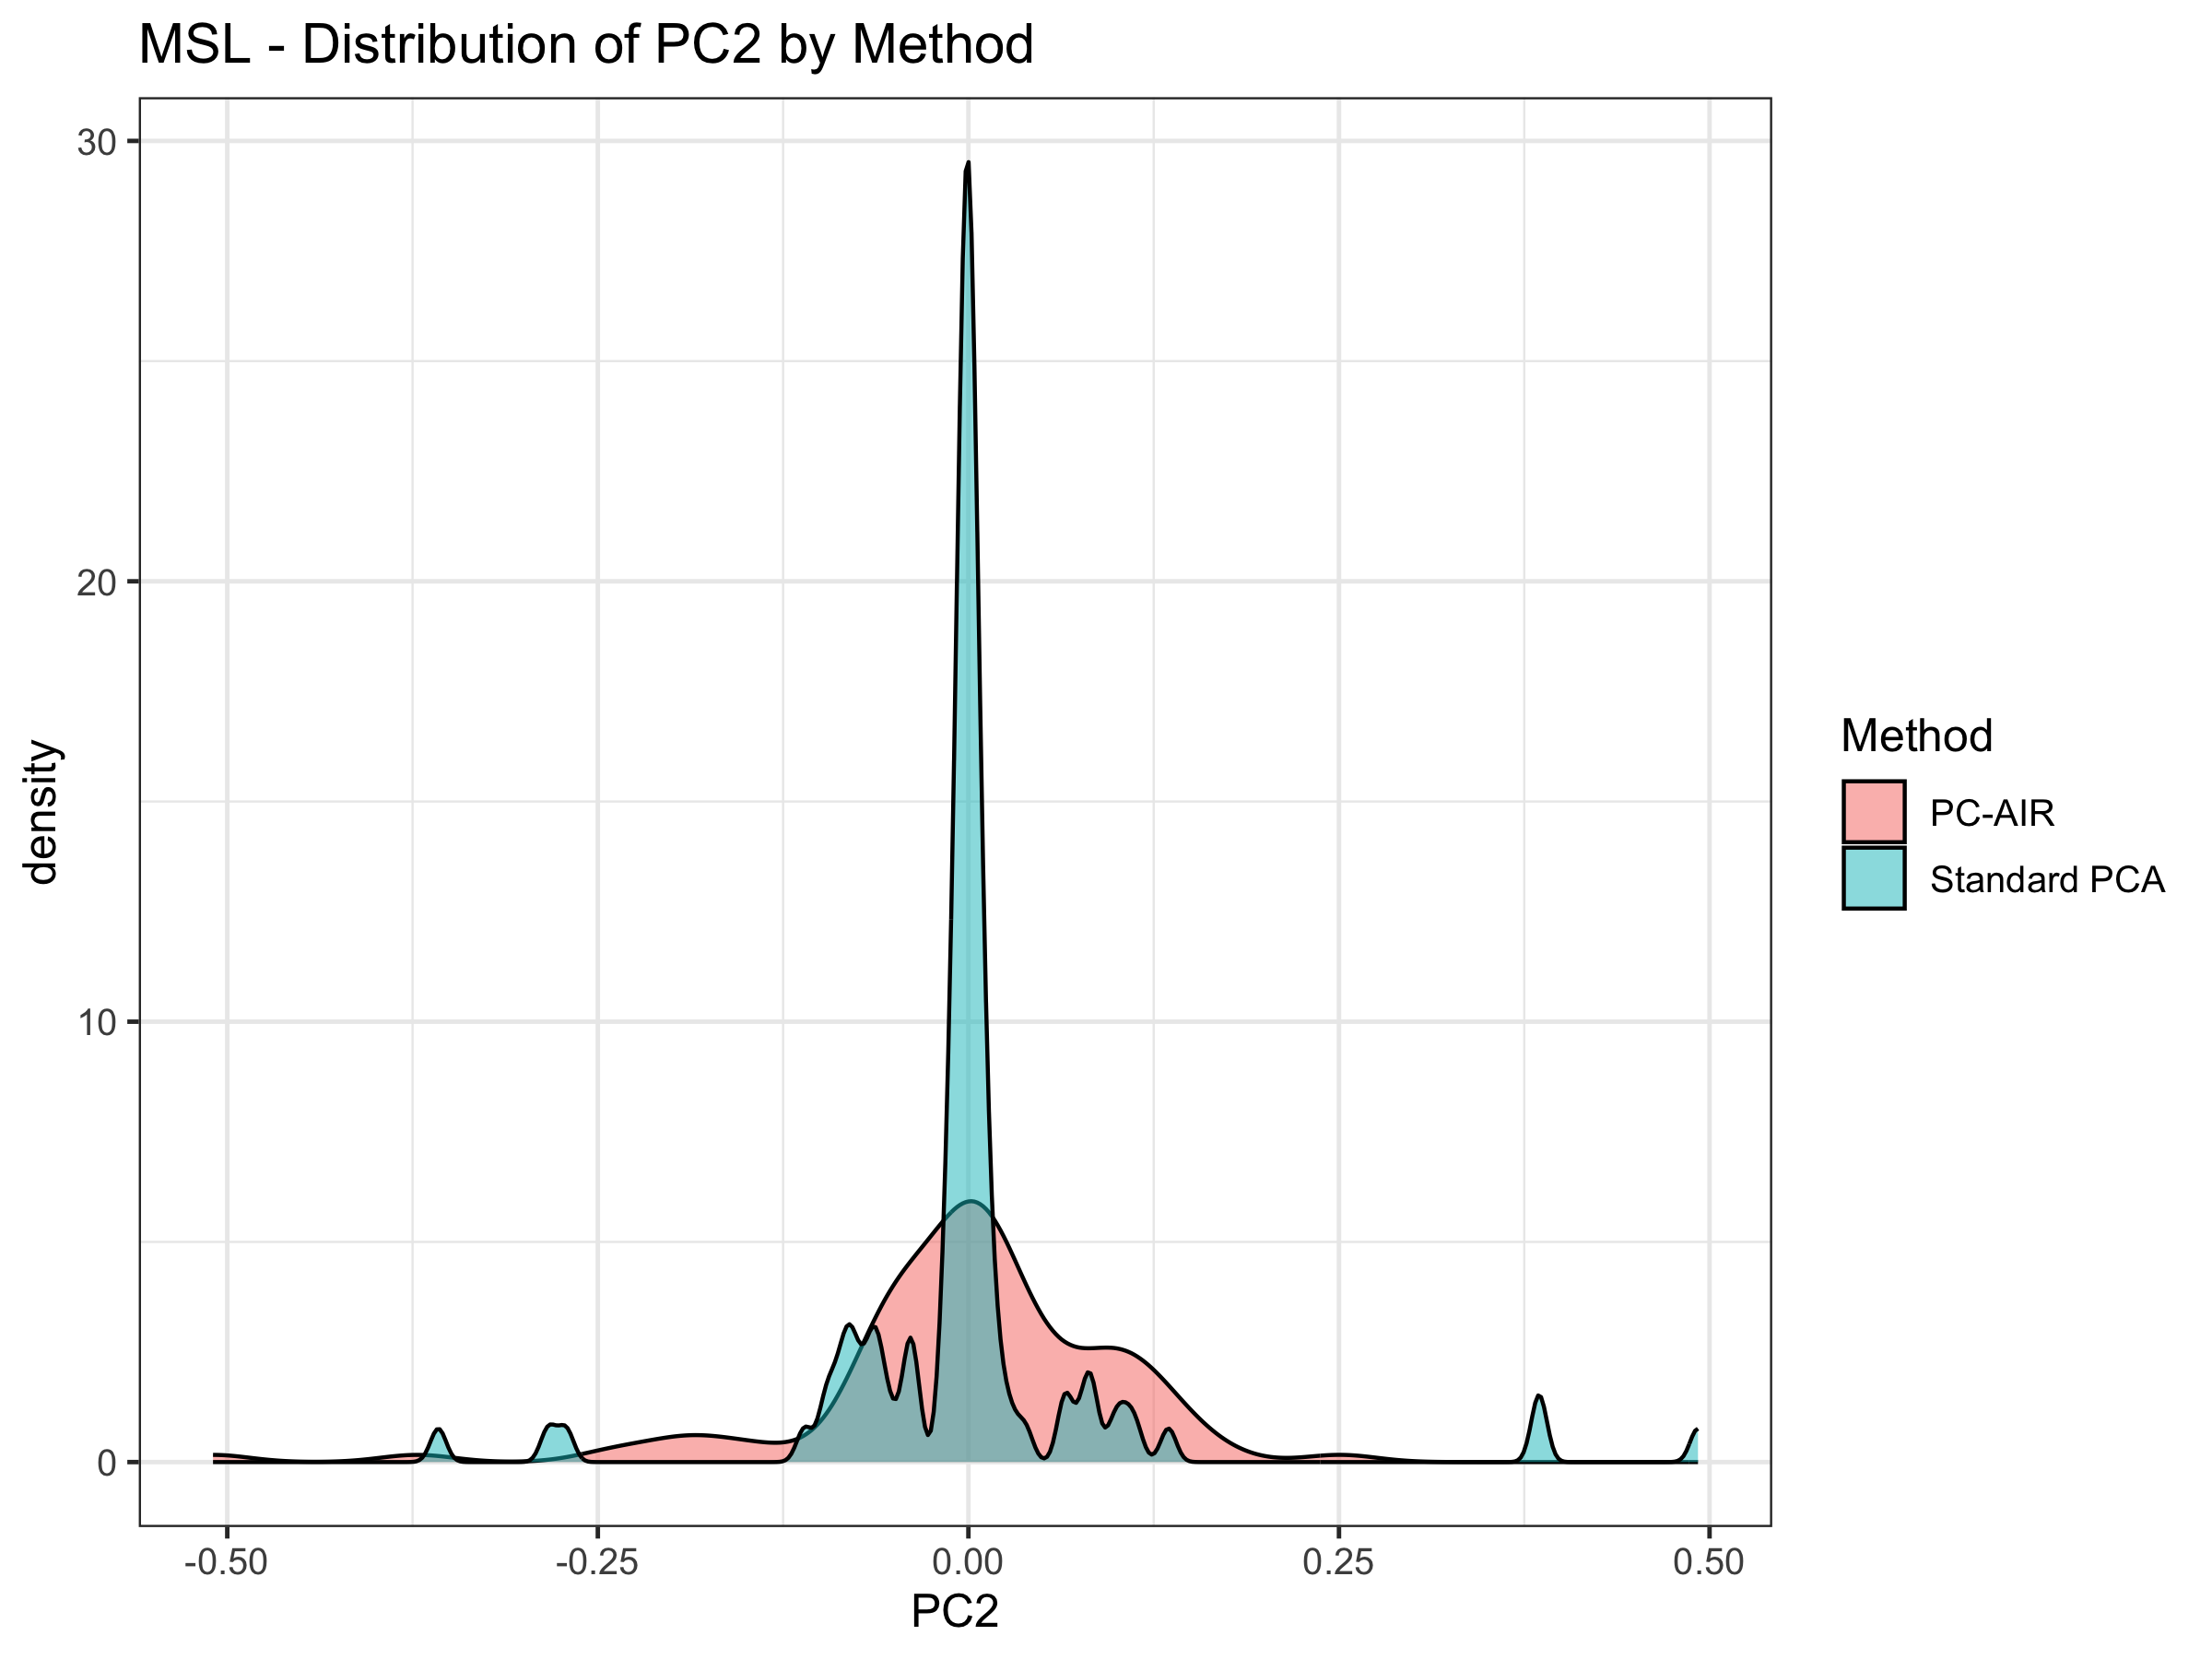 MSL - Distribution of PC2 by Method
30
20
10
0
density
-0.50
-0.25
0.00
0.25
0.50
PC2
Method
PC-AIR
Standard PCA